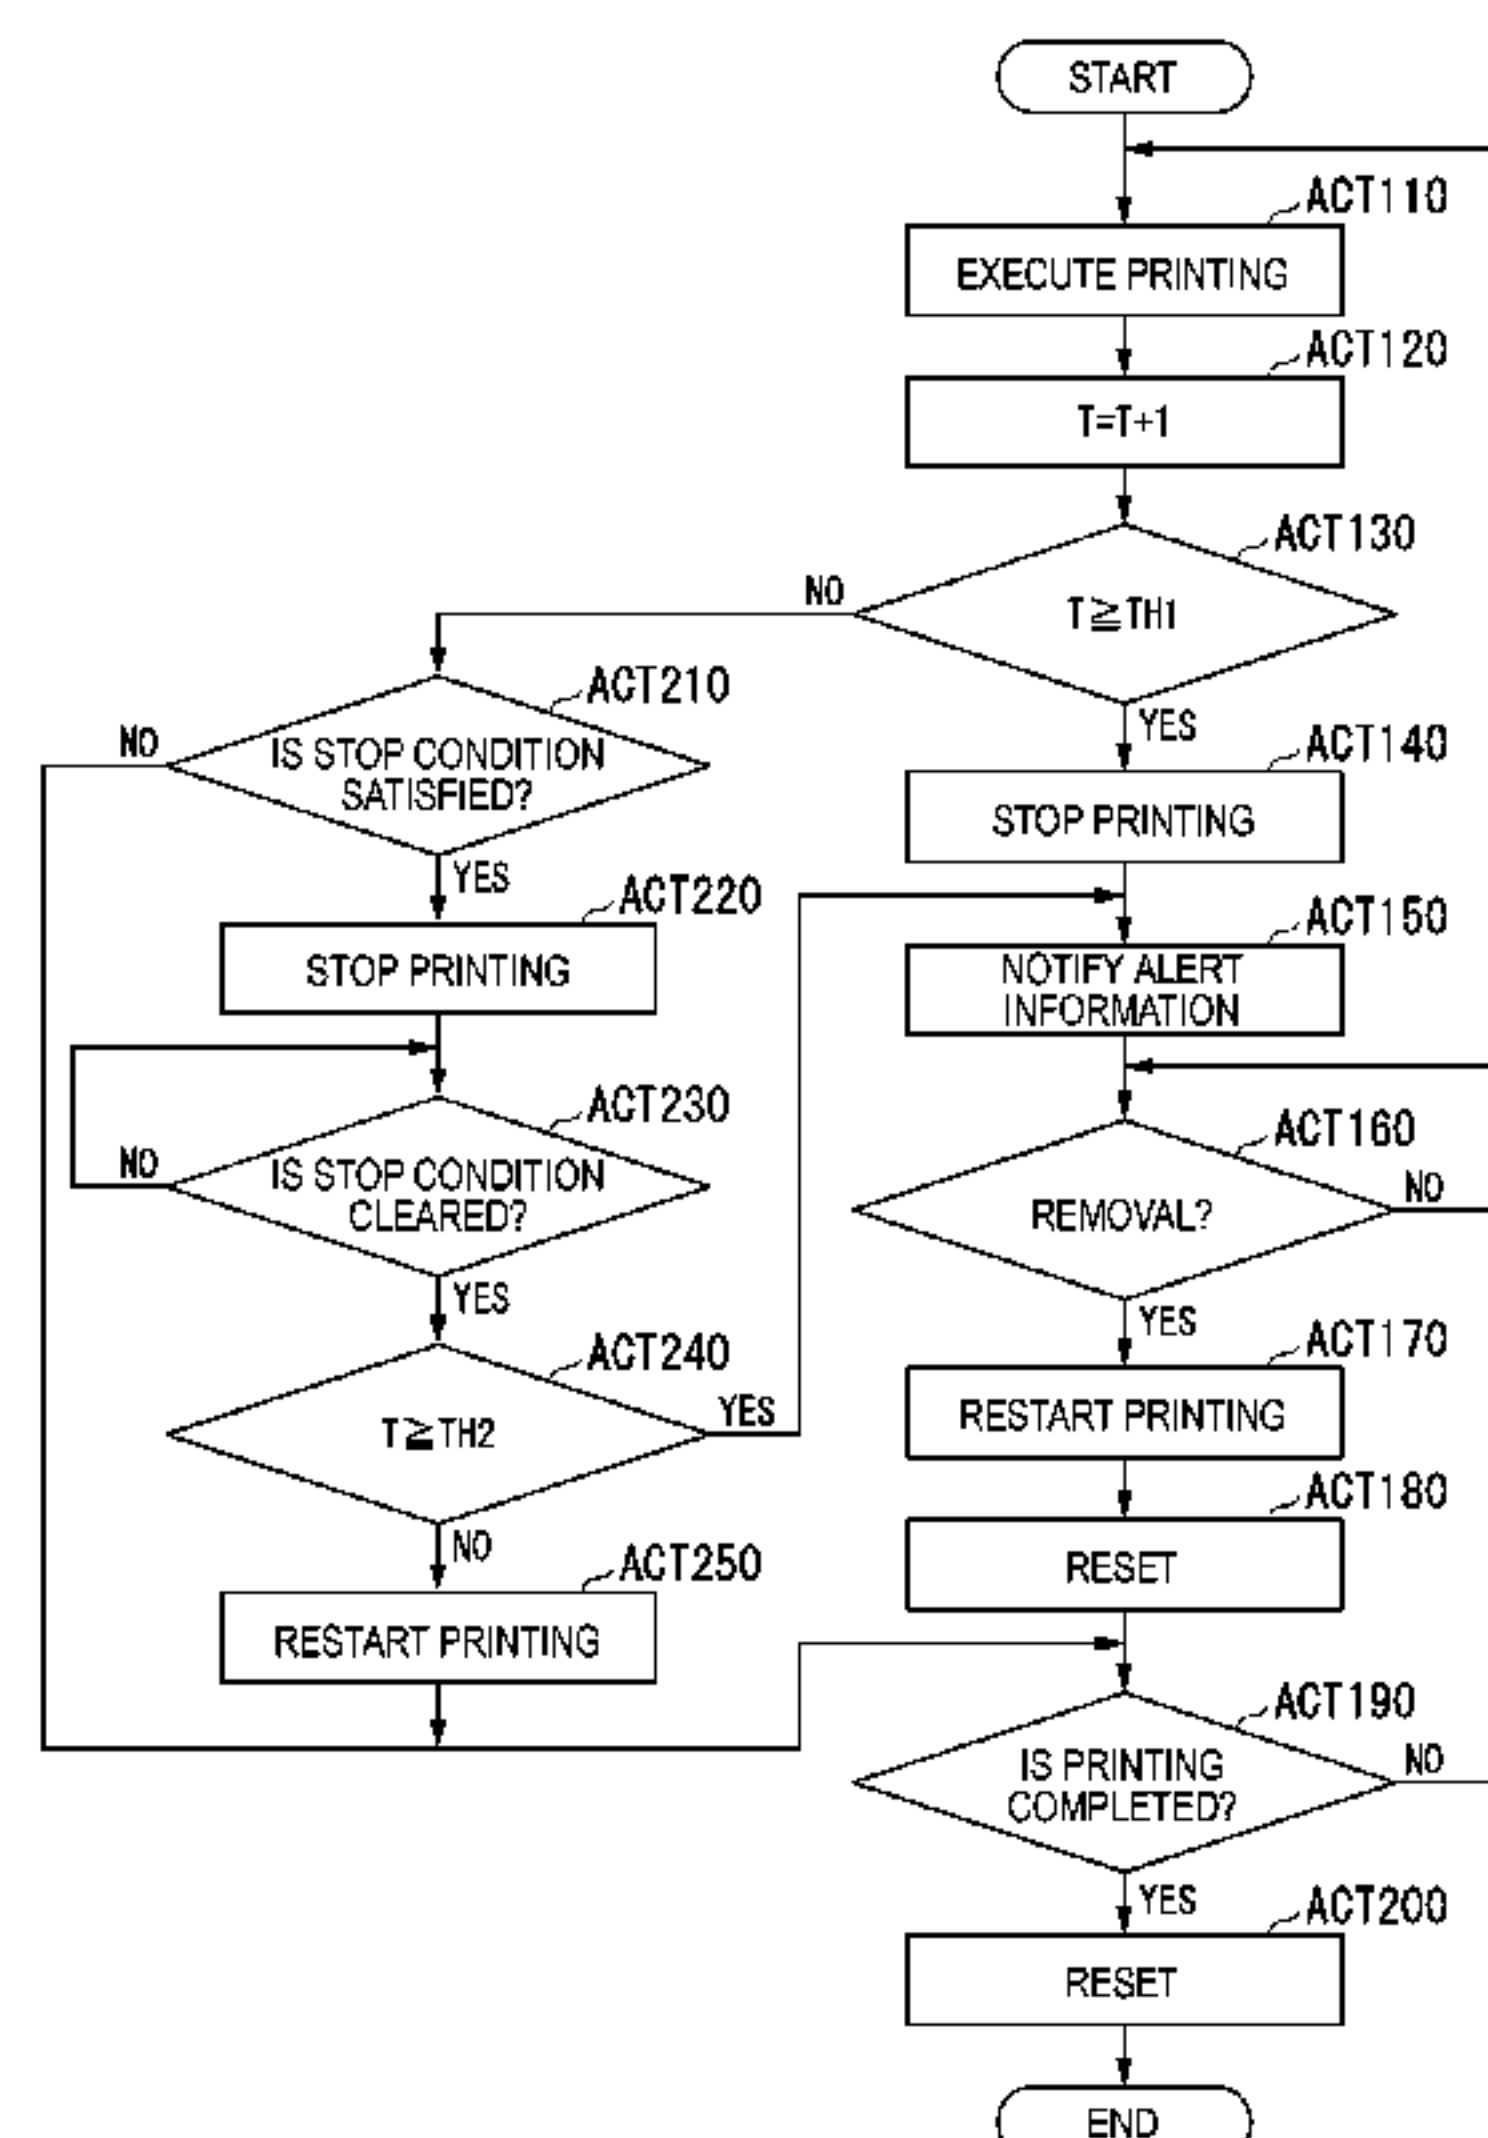 START
ACT110
EXECUTE PRINTING
ACT120
T=T+1
ACT130
T≧TH1
NO
YES
ACT140
STOP PRINTING
ACT150
NOTIFY ALERT
INFORMATION
ACT160
REMOVAL?
NO
YES
ACT170
RESTART PRINTING
ACT180
RESET
ACT190
IS PRINTING
COMPLETED?
NO
YES
ACT200
RESET
END
ACT210
IS STOP CONDITION
SATISFIED?
NO
YES
ACT220
STOP PRINTING
ACT230
IS STOP CONDITION
CLEARED?
NO
YES
ACT240
T≧TH2
YES
NO
ACT250
RESTART PRINTING